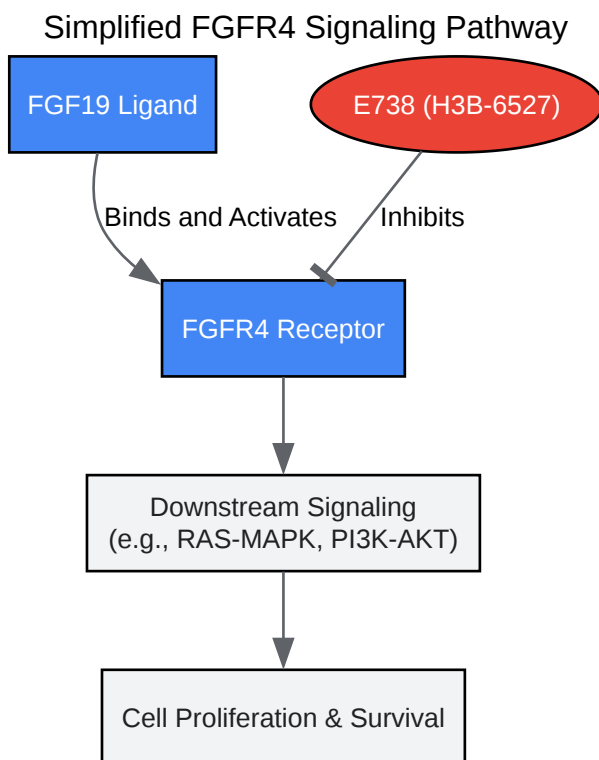 Simplified FGFR4 Signaling Pathway
FGF19 Ligand
E738 (H3B-6527)
Binds and Activates
Inhibits
FGFR4 Receptor
Downstream Signaling
(e.g., RAS-MAPK, PI3K-AKT)
Cell Proliferation & Survival